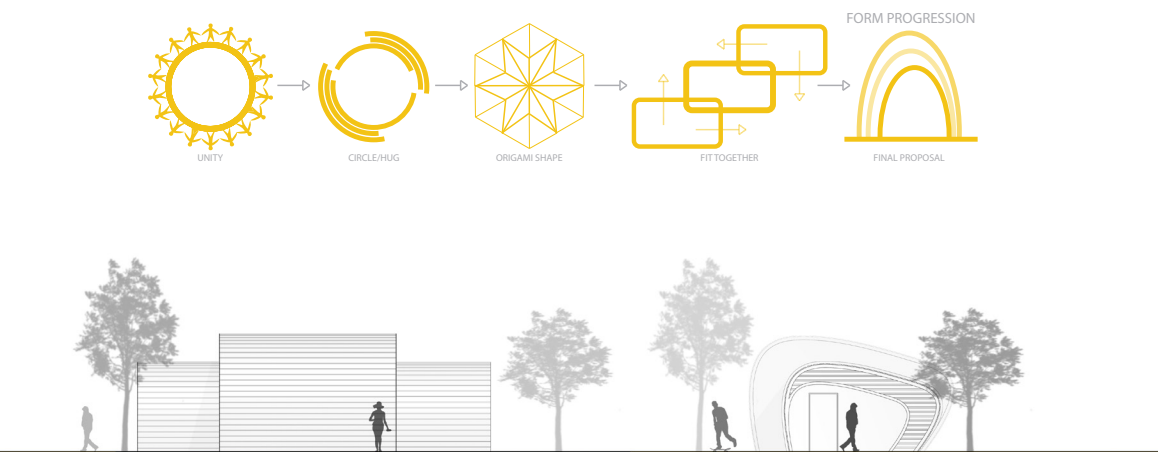 FORM PROGRESSION
UNITY
CIRCLE/HUG
ORIGAMI SHAPE
FIT TOGETHER
FINAL PROPOSAL